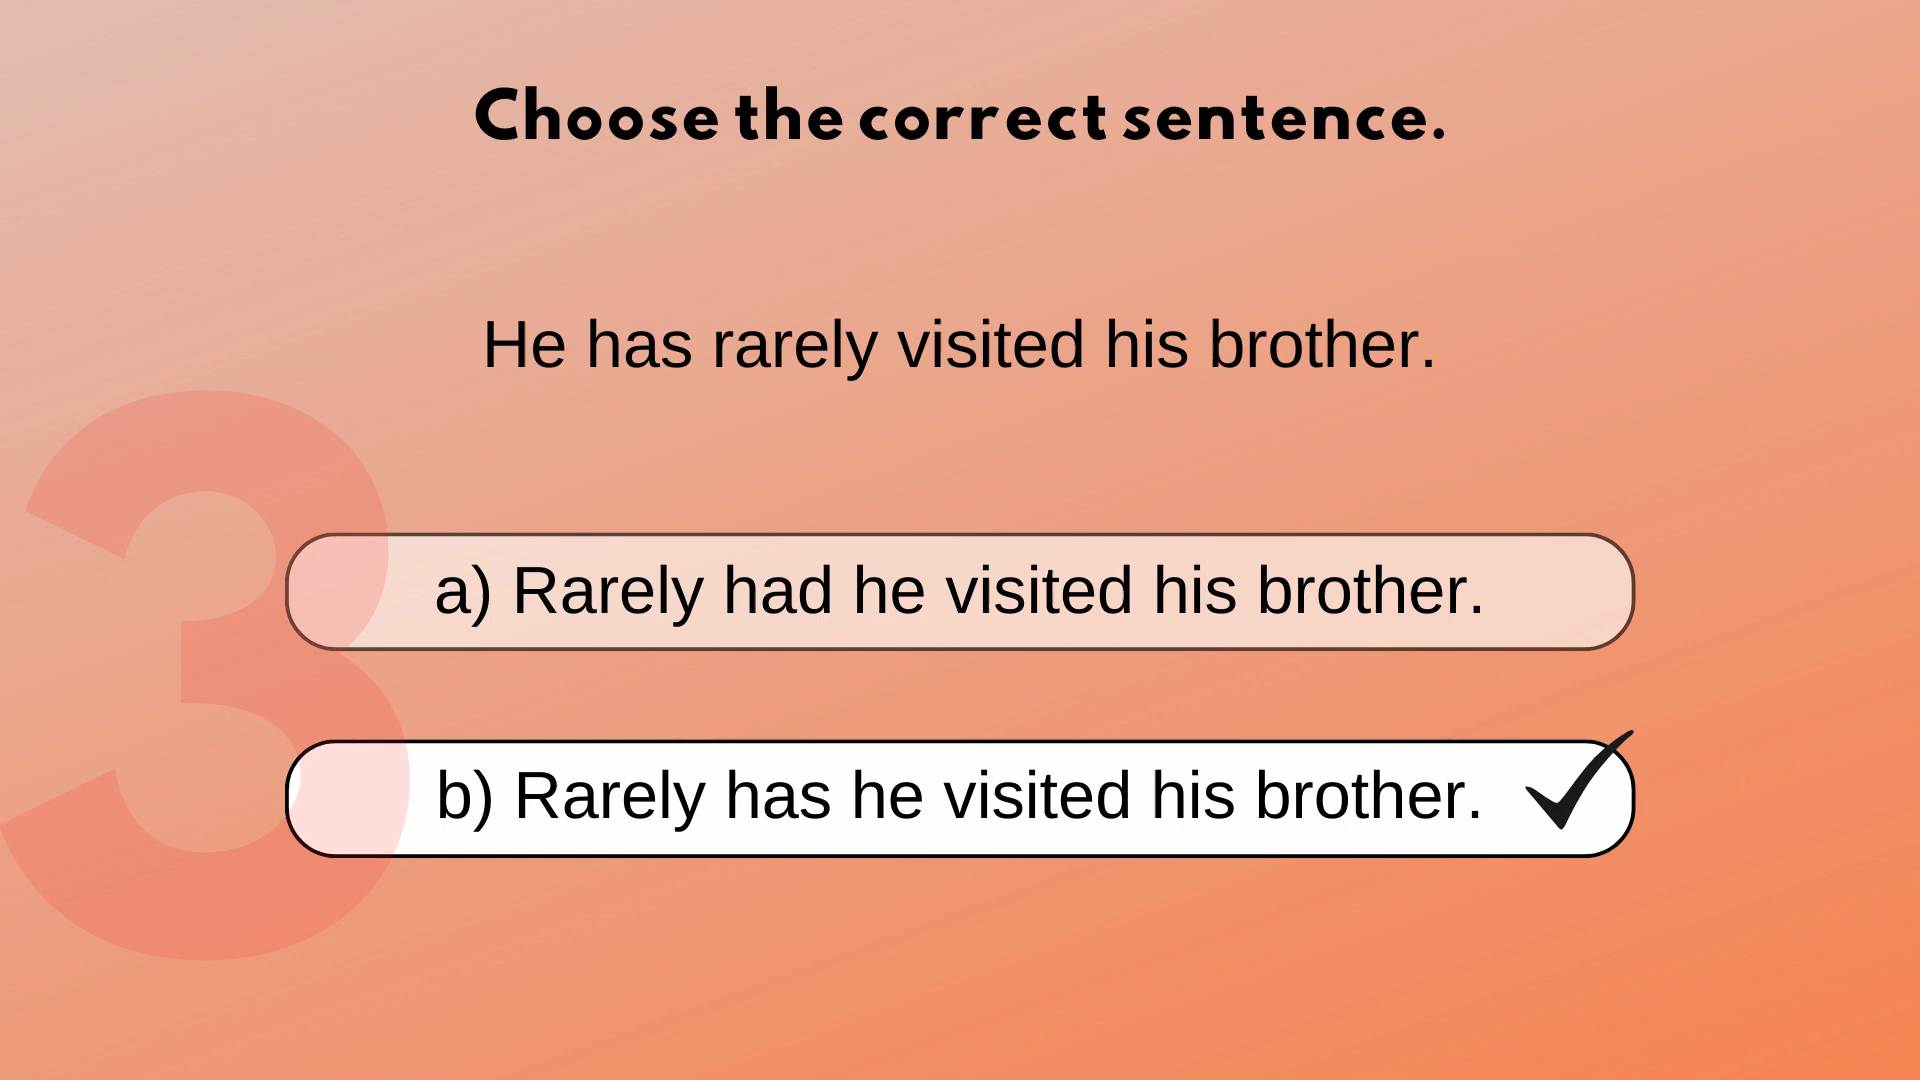 Choose the correct sentence.
He has rarely visited his brother.
3
a) Rarely had he visited his brother.
b) Rarely has he visited his brother.